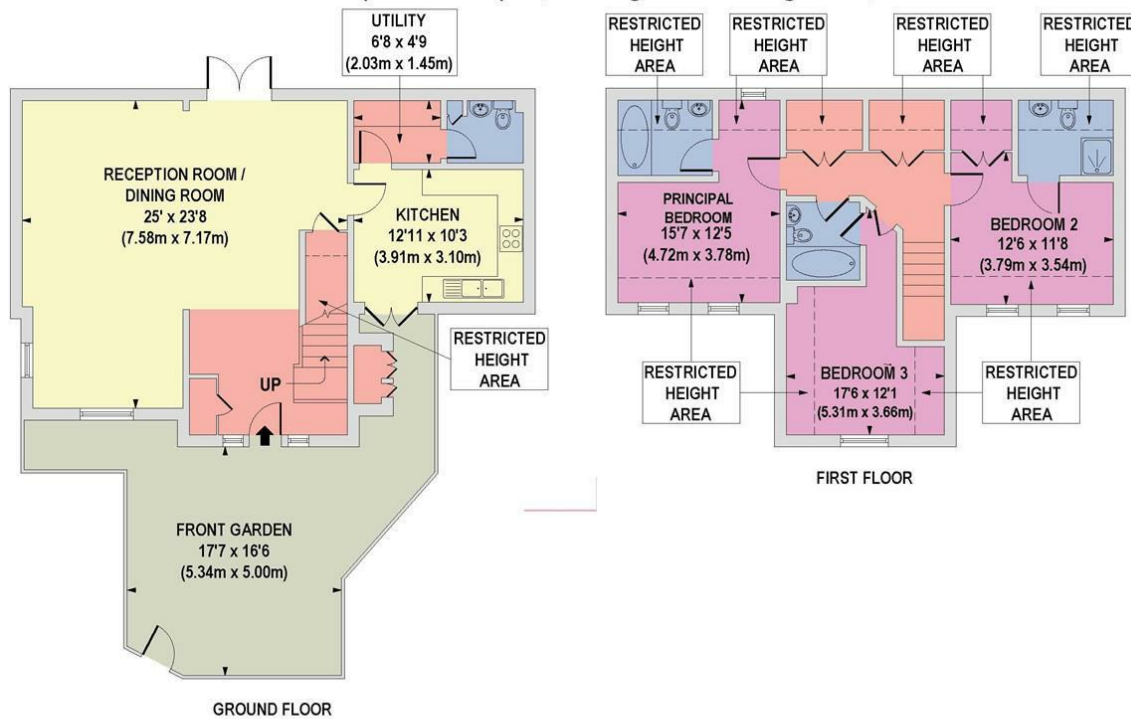 UTILITY
6'8 x 4'9
(2.03m x 1.45m)
RECEPTION ROOM /
DINING ROOM
25' x 23'8
(7.58m x 7.17m)
KITCHEN
12'11 x 10'3
(3.91m x 3.10m)
RESTRICTED
HEIGHT
AREA
UP
FRONT GARDEN
17'7 x 16'6
(5.34m x 5.00m)
GROUND FLOOR
RESTRICTED
HEIGHT
AREA
RESTRICTED
HEIGHT
AREA
RESTRICTED
HEIGHT
AREA
RESTRICTED
HEIGHT
AREA
PRINCIPAL
BEDROOM
15'7 x 12'5
(4.72m x 3.78m)
BEDROOM 2
12'6 x 11'8
(3.79m x 3.54m)
RESTRICTED
HEIGHT
AREA
BEDROOM 3
17'6 x 12'1
(5.31m x 3.66m)
RESTRICTED
HEIGHT
AREA
FIRST FLOOR